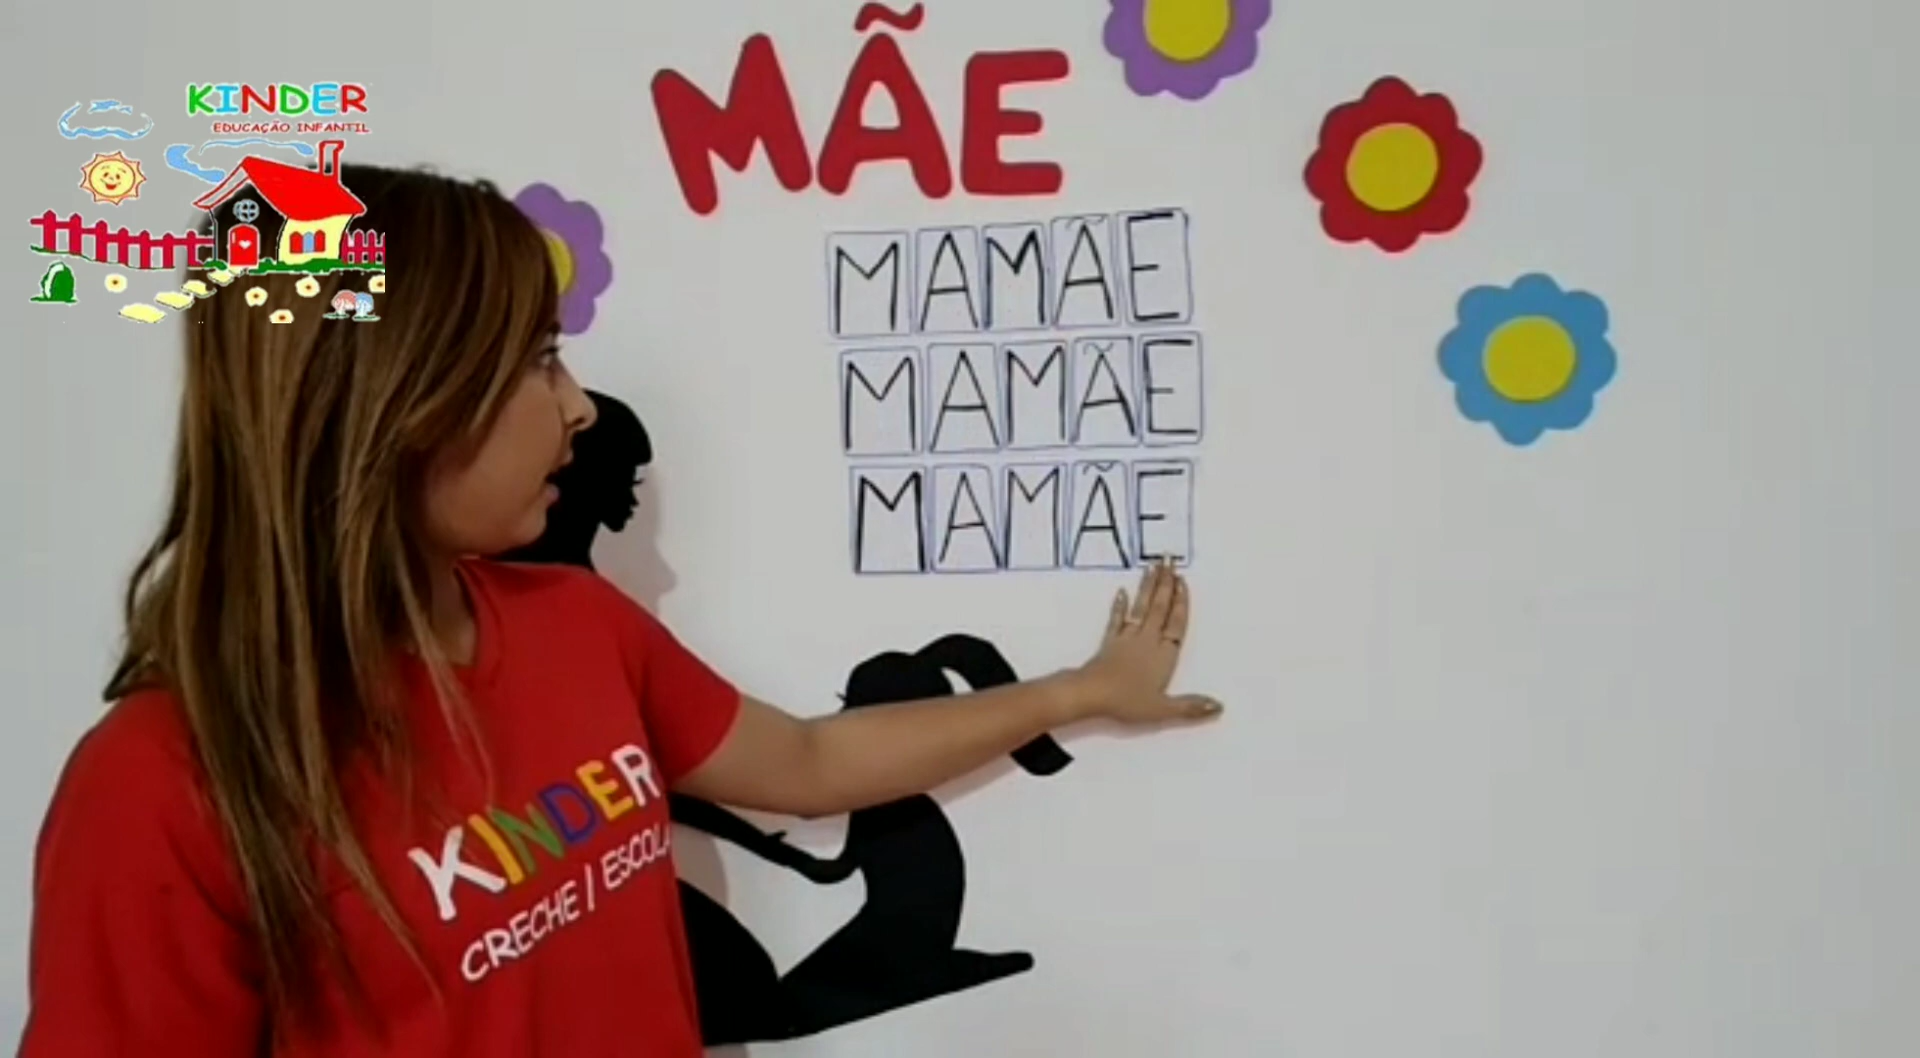 KINDER
EDUCAÇÃO INFANTIL
MÃE
MAMÃE
MAMÃE
MAMÃE
KINDER
CRECHE / ESCOLA